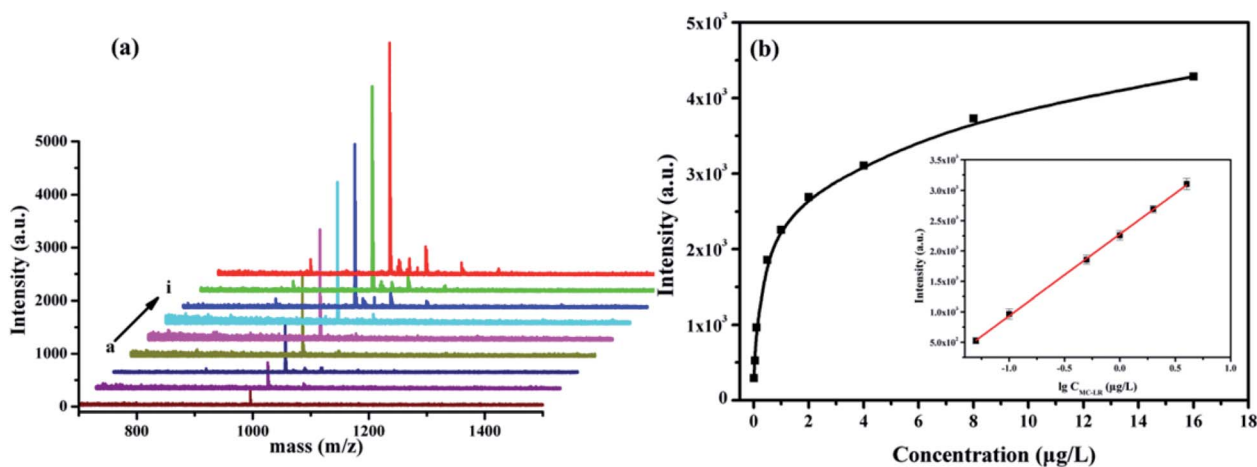 (a)
5000
4000
3000
2000
1000
0
Intensity (a.u.)
i
a
800
1000
1200
1400
mass (m/z)
(b)
5x10³
4x10³
3x10³
2x10³
1x10³
0
Intensity (a.u.)
0 2 4 6 8 10 12 14 16 18
Concentration (µg/L)
3.5x10³
3.0x10³
2.5x10³
2.0x10³
1.5x10³
1.0x10³
5.0x10²
Intensity (a.u.)
-1.0 -0.5 0.0 0.5 1.0
lg C MC-LR (µg/L)